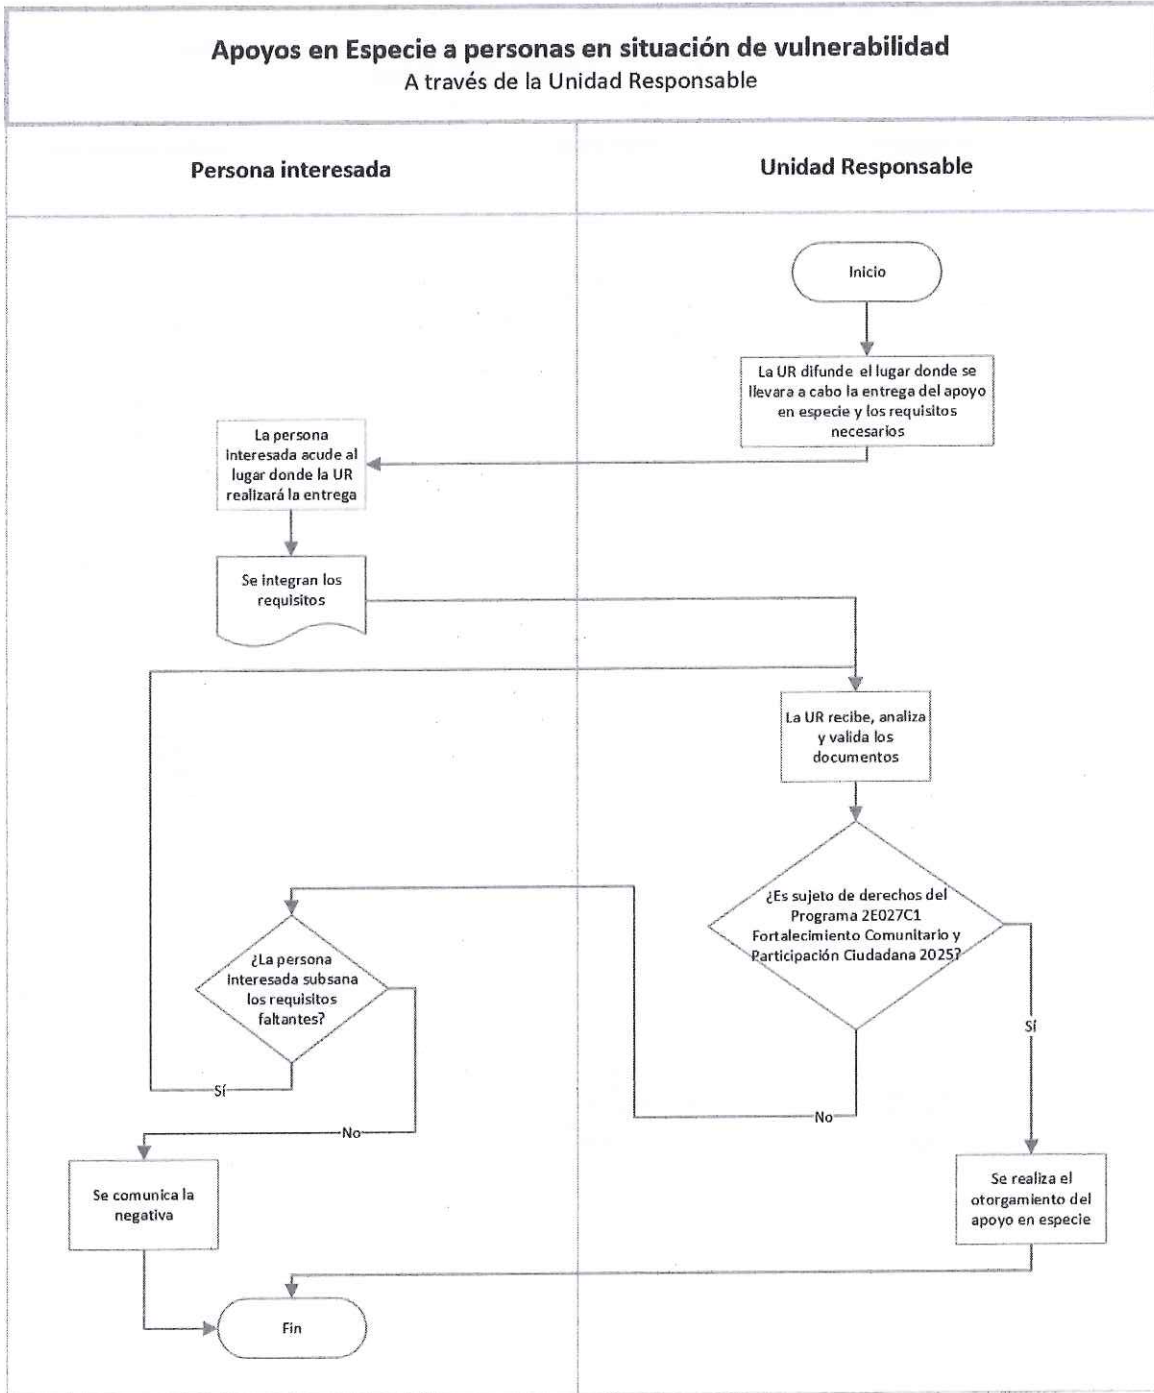 Apoyos en Especie a personas en situación de vulnerabilidad
A través de la Unidad Responsable
Persona interesada
Unidad Responsable
Inicio
La UR difunde el lugar donde se
llevara a cabo la entrega del apoyo
en especie y los requisitos
necesarios
La persona
interesada acude al
lugar donde la UR
realizará la entrega
Se integran los
requisitos
La UR recibe, analiza
y valida los
documentos
¿Es sujeto de derechos del
Programa 2E027C1
Fortalecimiento Comunitario y
Participación Ciudadana 2025?
¿La persona
interesada subsana
los requisitos
faltantes?
Sí
Sí
No
No
Se comunica la
negativa
Se realiza el
otorgamiento del
apoyo en especie
Fin